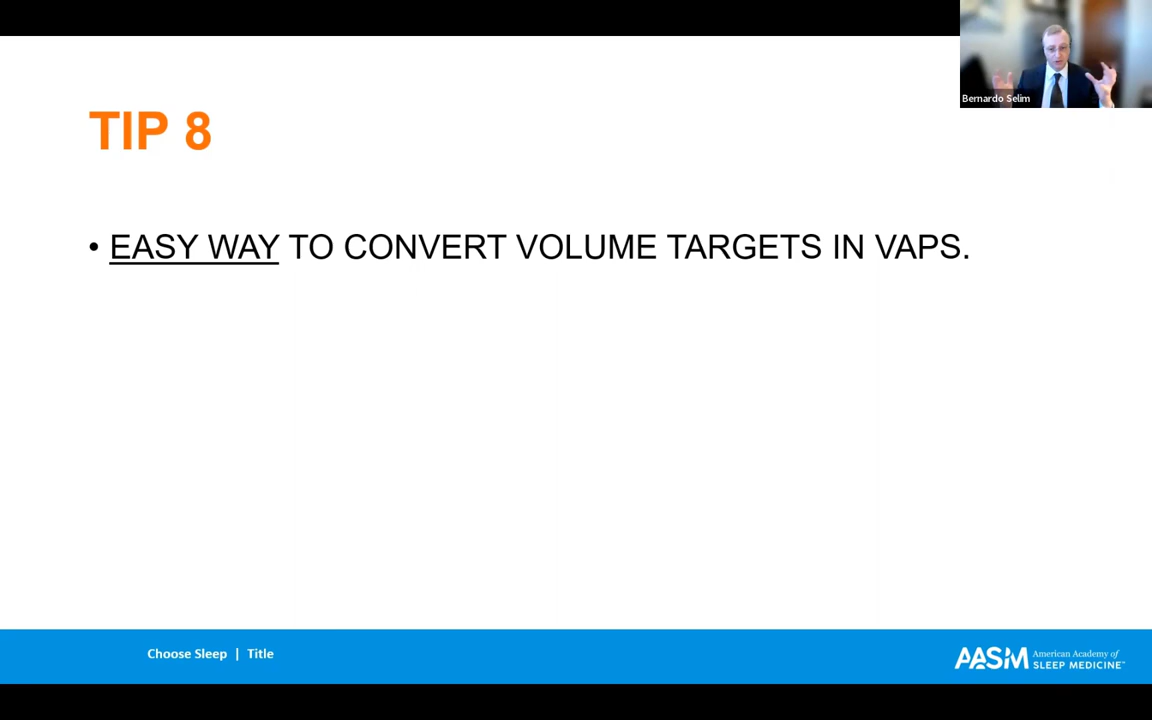 Bernardo Selim
TIP 8
• EASY WAY TO CONVERT VOLUME TARGETS IN VAPS.
Choose Sleep | Title
AASM American Academy of
SLEEP MEDICINE™